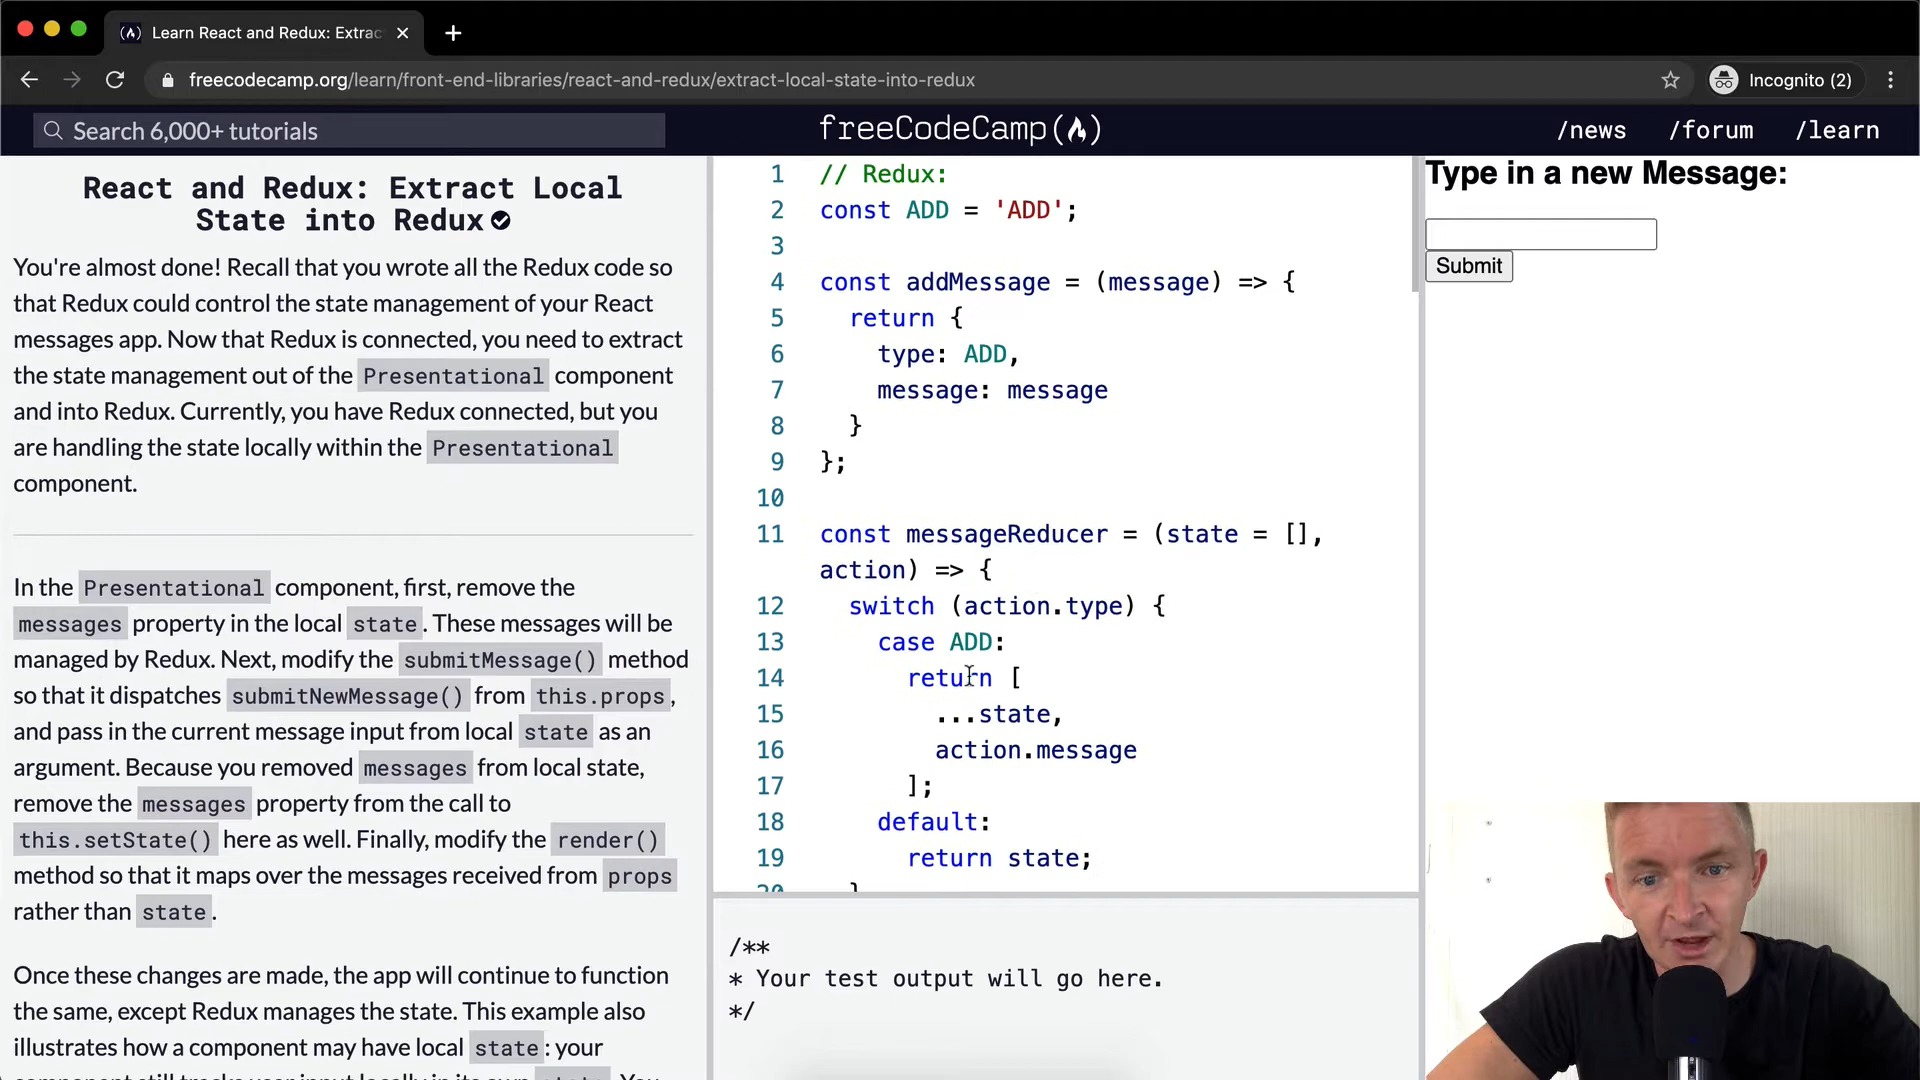 Learn React and Redux: Extrac
freecodecamp.org/learn/front-end-libraries/react-and-redux/extract-local-state-into-redux
Incognito (2)
Search 6,000+ tutorials
freeCodeCamp
/news /forum /learn
React and Redux: Extract Local
State into Redux
You're almost done! Recall that you wrote all the Redux code so
that Redux could control the state management of your React
messages app. Now that Redux is connected, you need to extract
the state management out of the Presentational component
and into Redux. Currently, you have Redux connected, but you
are handling the state locally within the Presentational
component.
In the Presentational component, first, remove the
messages property in the local state. These messages will be
managed by Redux. Next, modify the submitMessage() method
so that it dispatches submitNewMessage() from this.props,
and pass in the current message input from local state as an
argument. Because you removed messages from local state,
remove the messages property from the call to
this.setState() here as well. Finally, modify the render()
method so that it maps over the messages received from props
rather than state.
Once these changes are made, the app will continue to function
the same, except Redux manages the state. This example also
illustrates how a component may have local state: your
1 // Redux:
2 const ADD = 'ADD';
3
4 const addMessage = (message) => {
5 return {
6 type: ADD,
7 message: message
8 }
9 };
10
11 const messageReducer = (state = [],
action) => {
12 switch (action.type) {
13 case ADD:
14 return [
15 ...state,
16 action.message
17 ];
18 default:
19 return state;
20 }
/**
* Your test output will go here.
*/
Type in a new Message:
Submit